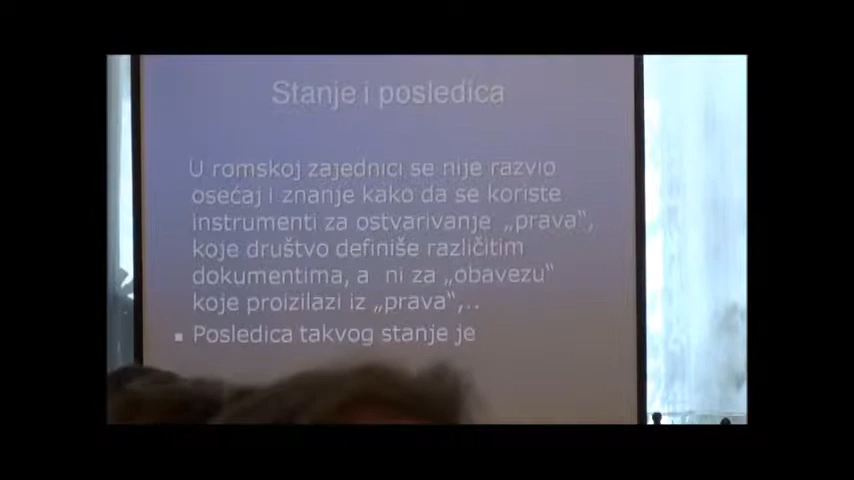 Stanje i posledica
U romskoj zajednici se nije razvio
osećaj i znanje kako da se koriste
instrumenti za ostvarivanje „prava“,
koje društvo definiše različitim
dokumentima, a ni za „obavezu“
koje proizilazi iz „prava“,..
▪ Posledica takvog stanje je